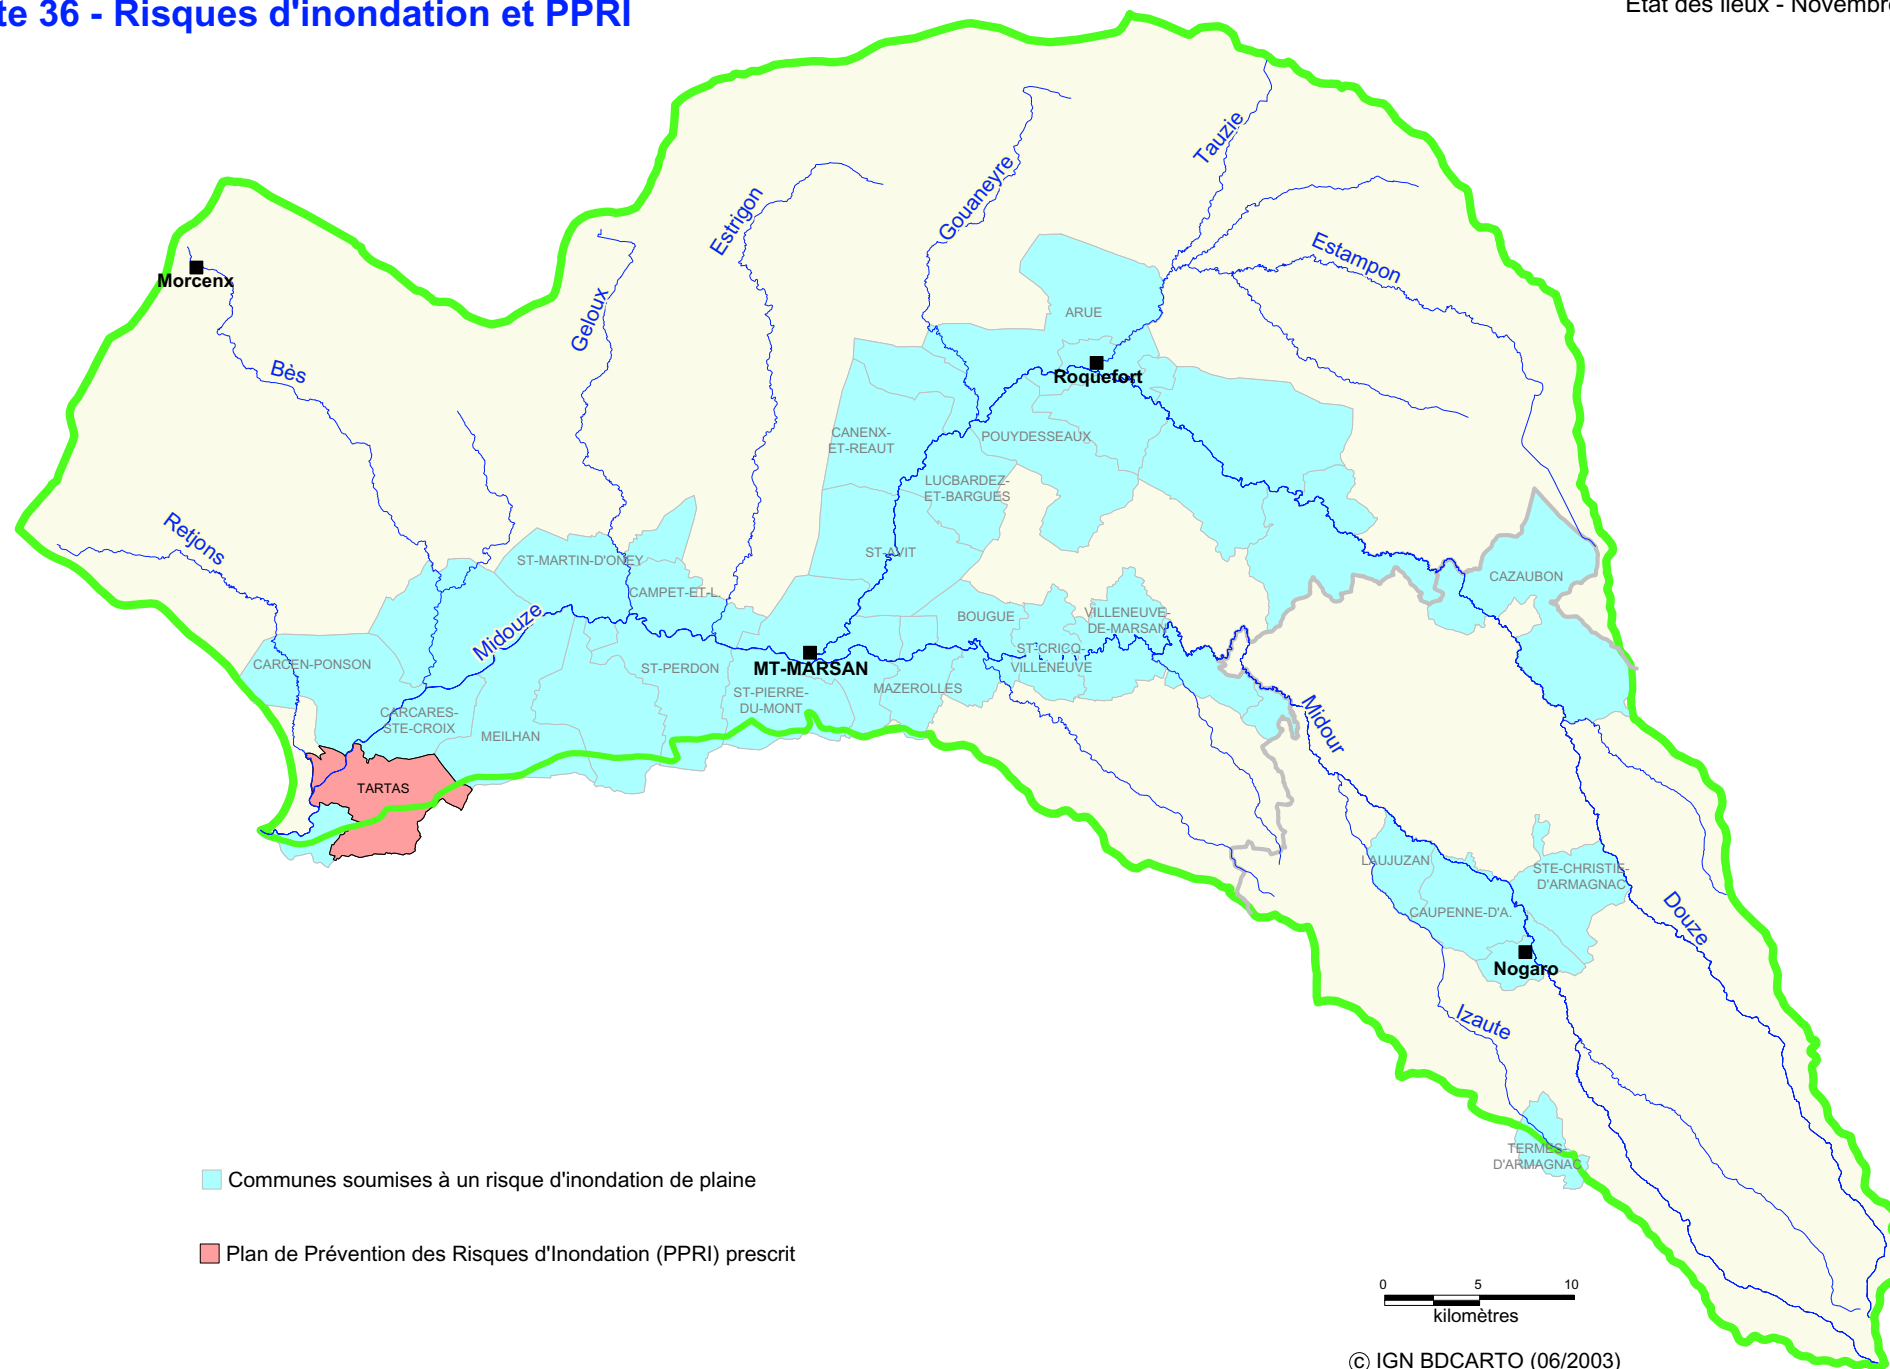 te 36 - Risques d'inondation et PPRI
Etat des lieux - Novembre
Tauzie
Gouaneyre
Estrigon
Estampon
Morcenx
Geloux
ARUE
Bès
Roquefort
CANENX-
ET-REAUT
POUYDESSEAUX
LUCBARDEZ-
ET-BARGUES
Retjons
ST-AVIT
ST-MARTIN-D'ONEY
CAMPET-ET-L.
CAZAUBON
Midouze
BOUGUE
VILLENEUVE-
DE-MARSAN
CARCEN-PONSON
ST-PERDON
MT-MARSAN
ST-CRICQ-
VILLENEUVE
MAZEROLLES
ST-PIERRE-
DU-MONT
CARCARES-
STE-CROIX
MEILHAN
Midour
TARTAS
LAUJUZAN
STE-CHRISTIE-
D'ARMAGNAC
CAUPENNE-D'A.
Douze
Nogaro
Izaute
TERMES-
D'ARMAGNAC
Communes soumises à un risque d'inondation de plaine
Plan de Prévention des Risques d'Inondation (PPRI) prescrit
0 5 10
kilomètres
© IGN BDCARTO (06/2003)